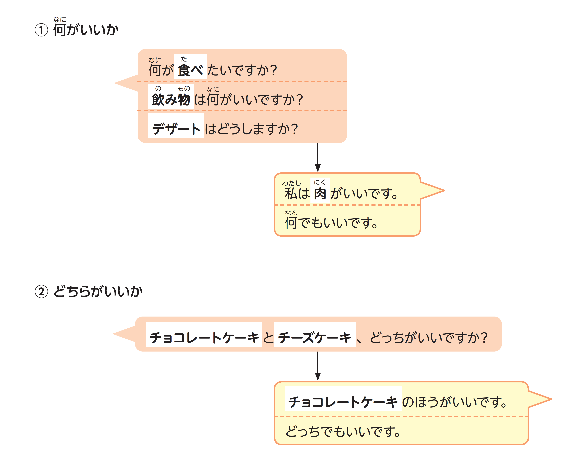 ① 何がいいか
何が食べたいですか?
飲み物は何がいいですか?
デザートはどうしますか?
私は肉がいいです。
何でもいいです。
② どちらがいいか
チョコレートケーキとチーズケーキ、どっちがいいですか?
チョコレートケーキのほうがいいです。
どっちでもいいです。